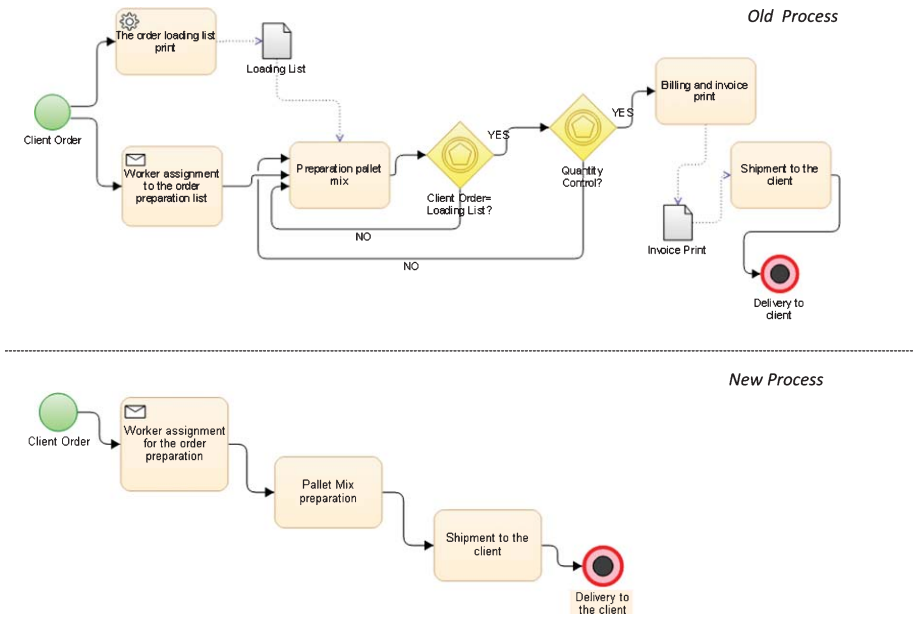 Old Process
The order loading list
print
Loading List
Client Order
Worker assignment
to the order
preparation list
Preparation pallet
mix
YES
Client Order=
Loading List?
NO
YES
Quantity
Control?
NO
Billing and invoice
print
Shipment to the
client
Invoice Print
Delivery to
client
New Process
Client Order
Worker assignment
for the order
preparation
Pallet Mix
preparation
Shipment to the
client
Delivery to
the client